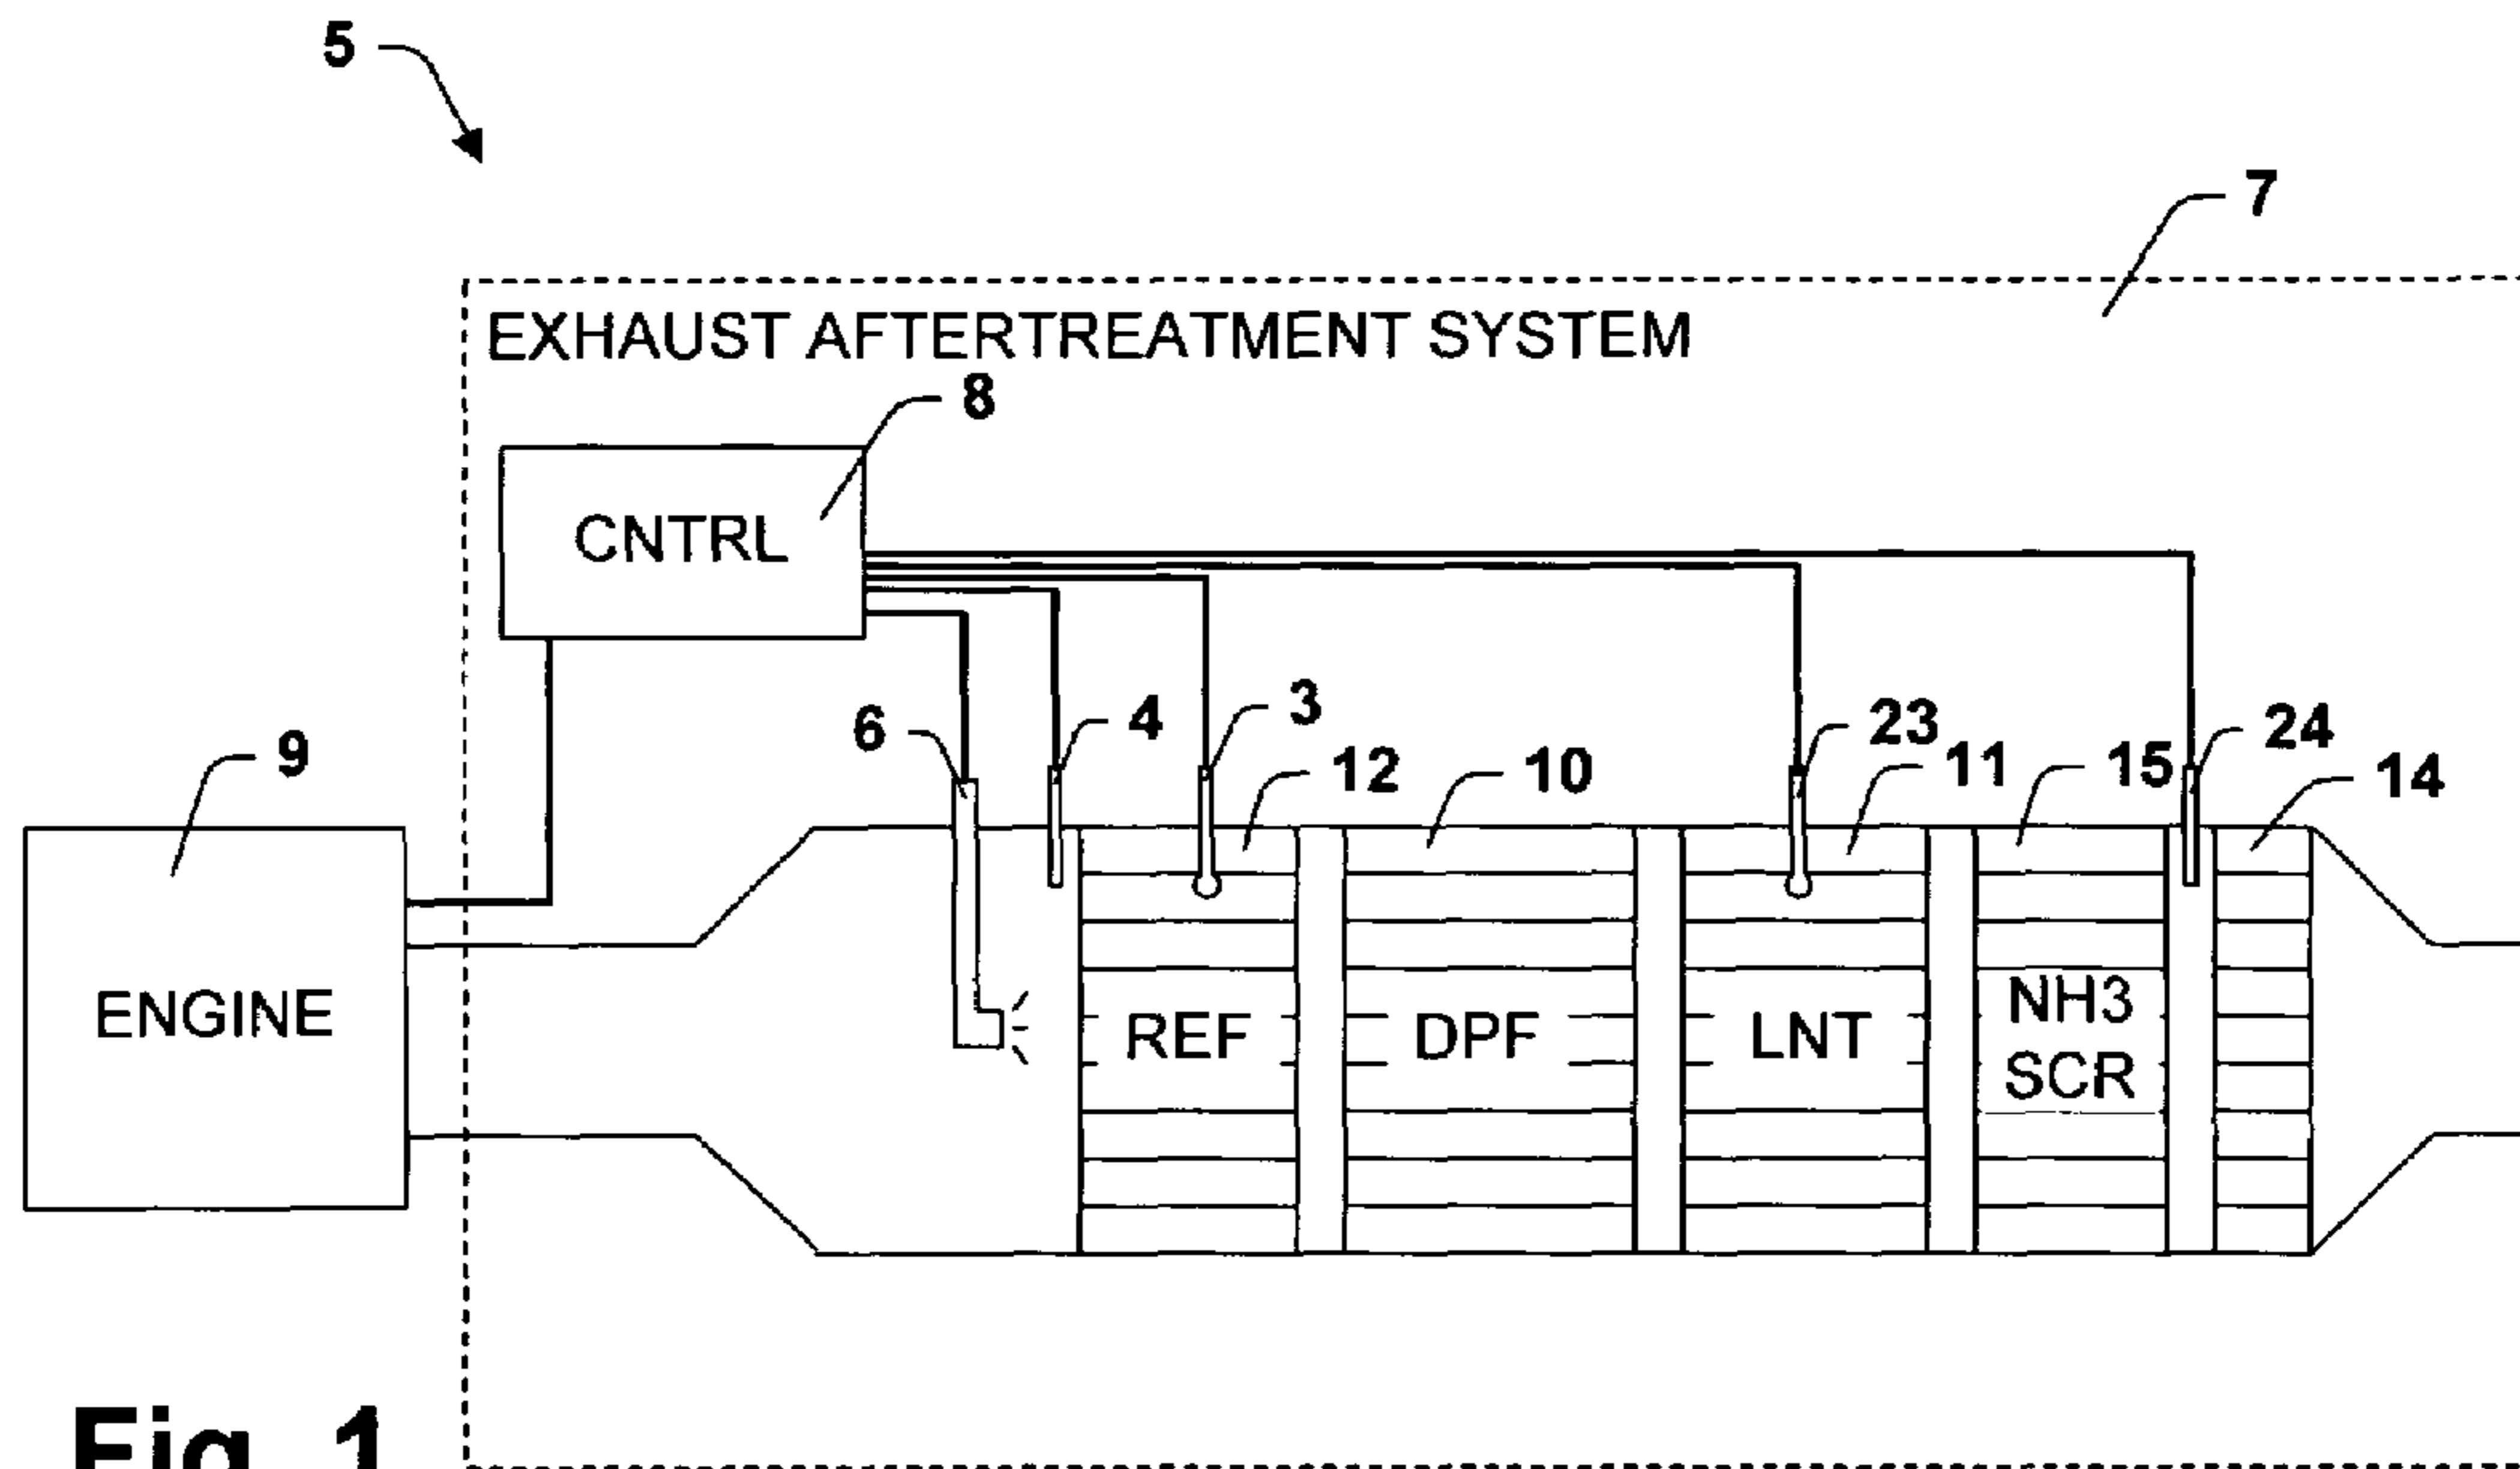 5
7
EXHAUST AFTERTREATMENT SYSTEM
8
CNTRL
6
4
3
23
24
9
12
10
11
15
14
ENGINE
REF
DPF
LNT
NH3
SCR
Fig. 1